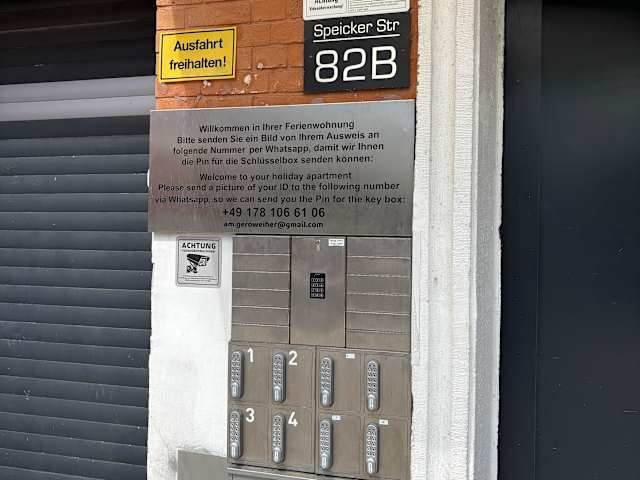 Achtung
Videoüberwachung!
Ausfahrt
freihalten!
Speicker Str
82B
Willkommen in Ihrer Ferienwohnung
Bitte senden Sie ein Bild von Ihrem Ausweis an
folgende Nummer per Whatsapp, damit wir Ihnen
die Pin für die Schlüsselbox senden können:
Welcome to your holiday apartment
Please send a picture of your ID to the following number
via Whatsapp, so we can send you the Pin for the key box:
+49 178 106 61 06
am.geroweiher@gmail.com
ACHTUNG
1 2
3 4